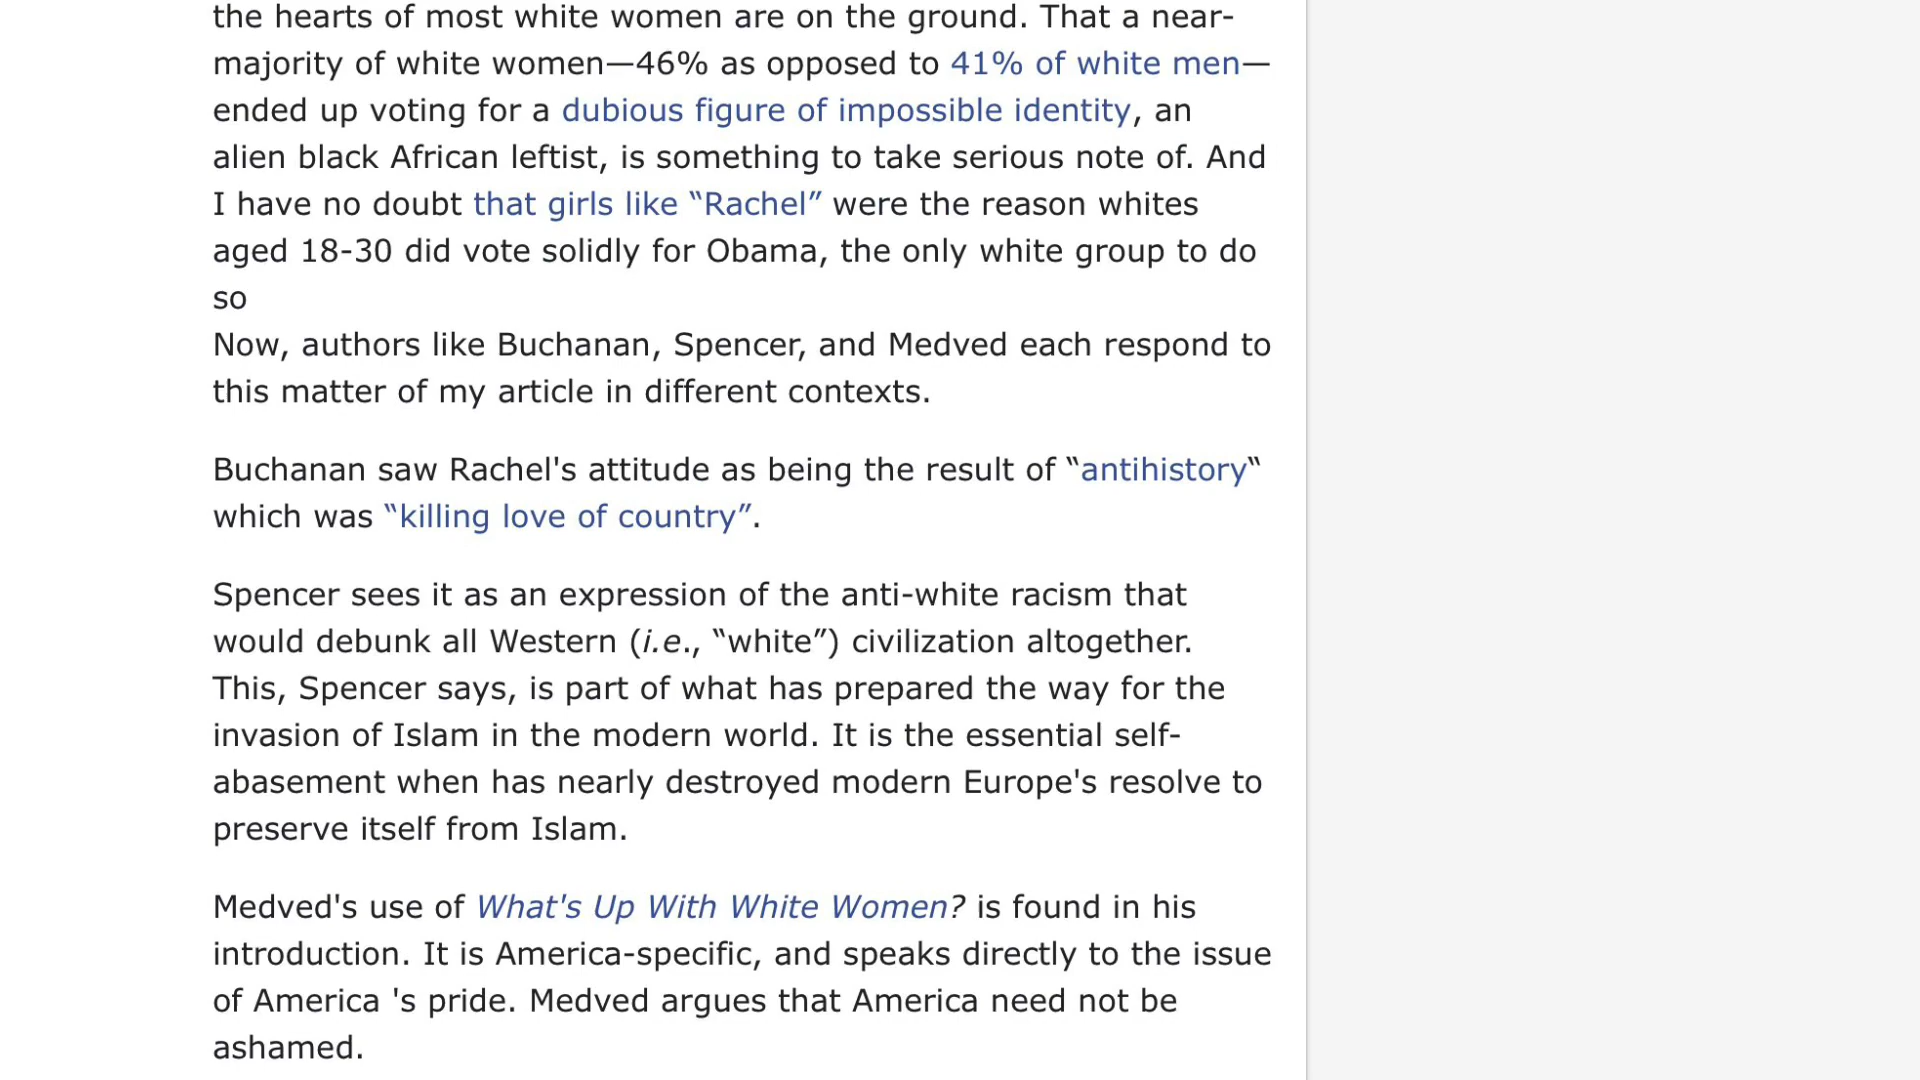 the hearts of most white women are on the ground. That a near-
majority of white women—46% as opposed to 41% of white men—
ended up voting for a dubious figure of impossible identity, an
alien black African leftist, is something to take serious note of. And
I have no doubt that girls like “Rachel” were the reason whites
aged 18-30 did vote solidly for Obama, the only white group to do
so
Now, authors like Buchanan, Spencer, and Medved each respond to
this matter of my article in different contexts.
Buchanan saw Rachel's attitude as being the result of “antihistory“
which was “killing love of country”.
Spencer sees it as an expression of the anti-white racism that
would debunk all Western (i.e., “white”) civilization altogether.
This, Spencer says, is part of what has prepared the way for the
invasion of Islam in the modern world. It is the essential self-
abasement when has nearly destroyed modern Europe's resolve to
preserve itself from Islam.
Medved's use of What's Up With White Women? is found in his
introduction. It is America-specific, and speaks directly to the issue
of America 's pride. Medved argues that America need not be
ashamed.